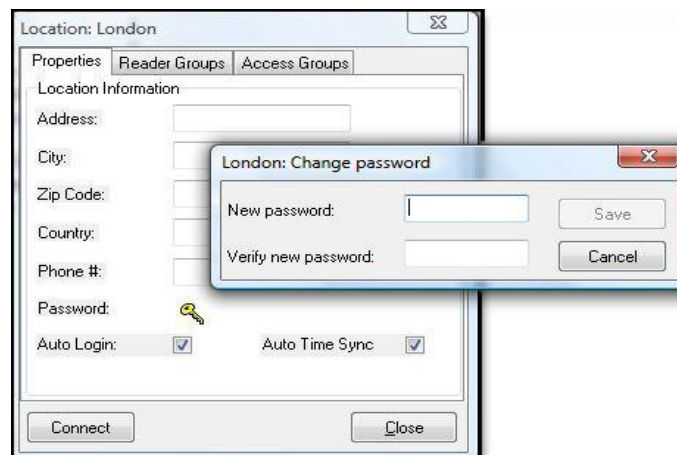 Location: London
Properties Reader Groups Access Groups
Location Information
Address:
City:
Zip Code:
Country:
Phone #:
Password:
Auto Login: Auto Time Sync
Connect Close
London: Change password
New password: Save
Verify new password: Cancel